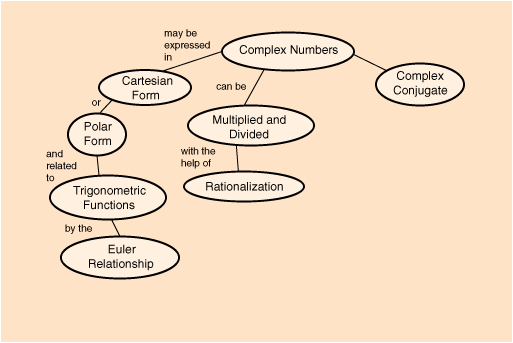 may be
expressed
in
Complex Numbers
Cartesian
Form
can be
Complex
Conjugate
or
Polar
Form
Multiplied and
Divided
and
related
to
with the
help of
Trigonometric
Functions
Rationalization
by the
Euler
Relationship